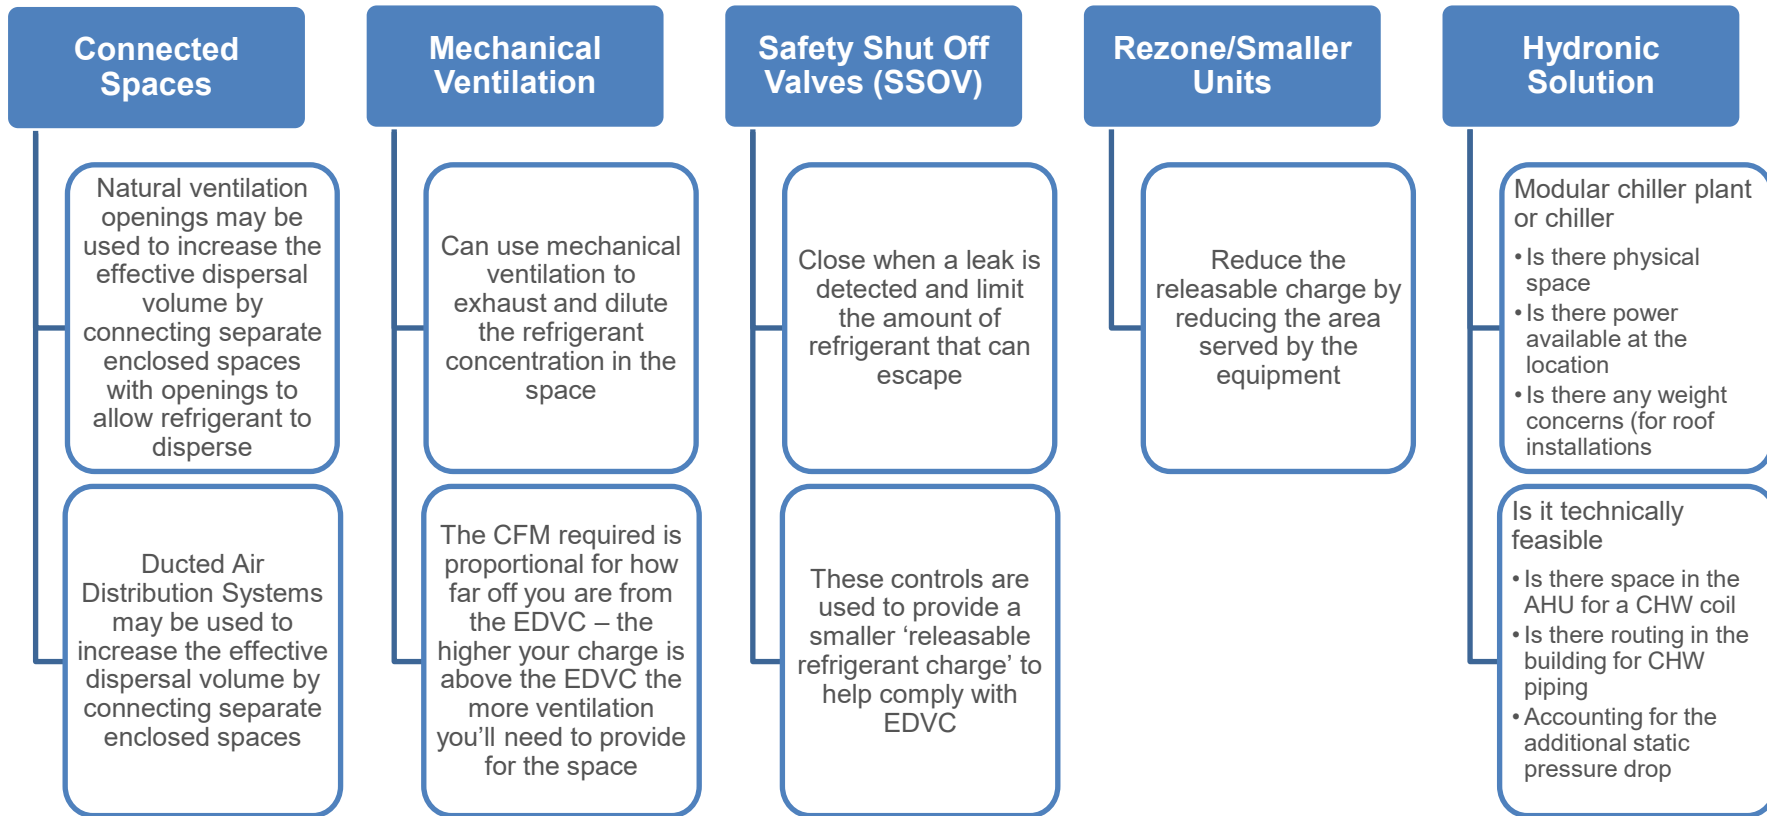 Connected
Spaces
Natural ventilation
openings may be
used to increase the
effective dispersal
volume by
connecting separate
enclosed spaces
with openings to
allow refrigerant to
disperse
Ducted Air
Distribution Systems
may be used to
increase the effective
dispersal volume by
connecting separate
enclosed spaces
Mechanical
Ventilation
Can use mechanical
ventilation to
exhaust and dilute
the refrigerant
concentration in the
space
The CFM required is
proportional for how
far off you are from
the EDVC – the
higher your charge is
above the EDVC the
more ventilation
you’ll need to provide
for the space
Safety Shut Off
Valves (SSOV)
Close when a leak is
detected and limit
the amount of
refrigerant that can
escape
These controls are
used to provide a
smaller ‘releasable
refrigerant charge’ to
help comply with
EDVC
Rezone/Smaller
Units
Reduce the
releasable charge by
reducing the area
served by the
equipment
Hydronic
Solution
Modular chiller plant
or chiller
• Is there physical
space
• Is there power
available at the
location
• Is there any weight
concerns (for roof
installations
Is it technically
feasible
• Is there space in the
AHU for a CHW coil
• Is there routing in the
building for CHW
piping
• Accounting for the
additional static
pressure drop